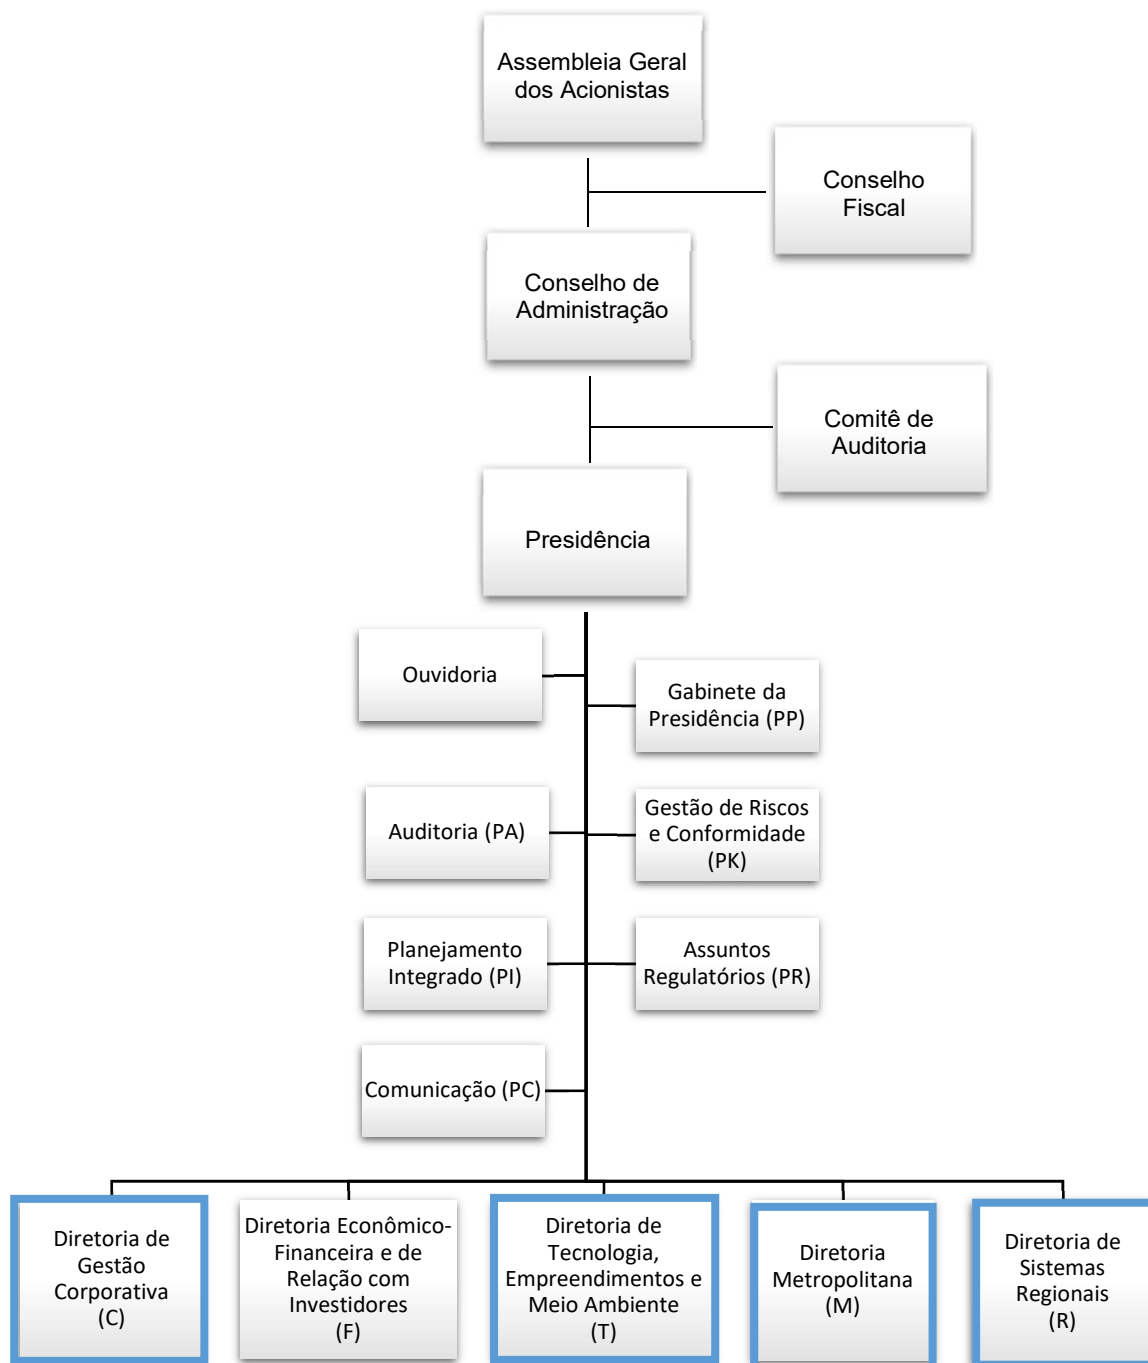 Assembleia Geral
dos Acionistas
Conselho
Fiscal
Conselho de
Administração
Comitê de
Auditoria
Presidência
Ouvidoria
Gabinete da
Presidência (PP)
Auditoria (PA)
Gestão de Riscos
e Conformidade
(PK)
Planejamento
Integrado (PI)
Assuntos
Regulatórios (PR)
Comunicação (PC)
Diretoria de
Gestão
Corporativa
(C)
Diretoria Econômico-
Financeira e de
Relação com
Investidores
(F)
Diretoria de
Tecnologia,
Empreendimentos e
Meio Ambiente
(T)
Diretoria
Metropolitana
(M)
Diretoria de
Sistemas
Regionais
(R)